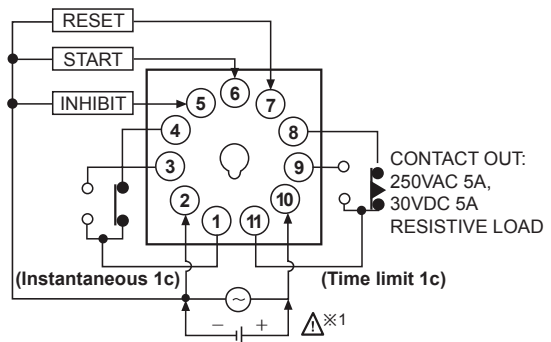 RESET
START
INHIBIT
6
5 7
4 8
3 9
2 10
1 11
CONTACT OUT:
250VAC 5A,
30VDC 5A
RESISTIVE LOAD
(Instantaneous 1c) (Time limit 1c)
~
− +
⚠※1